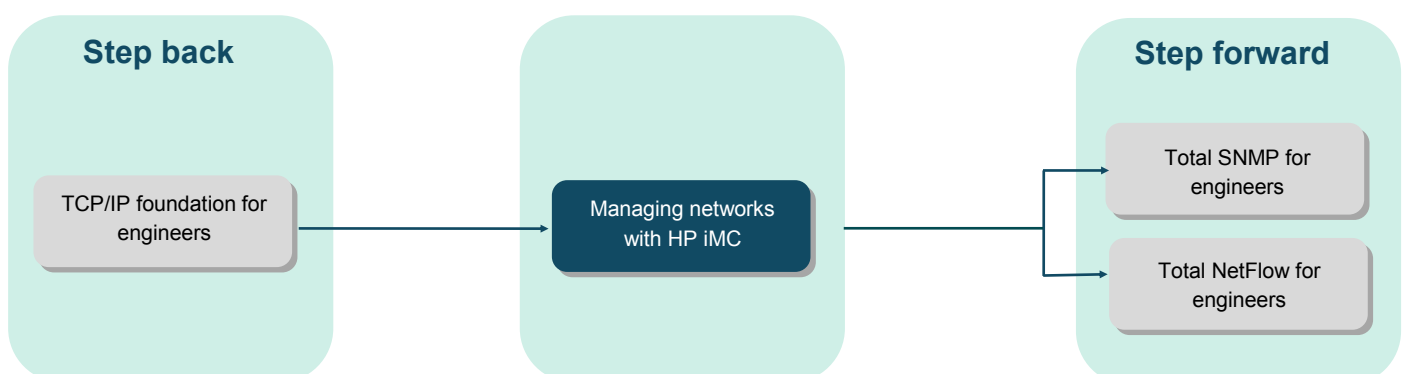 Step back
TCP/IP foundation for
engineers
Managing networks
with HP iMC
Step forward
Total SNMP for
engineers
Total NetFlow for
engineers